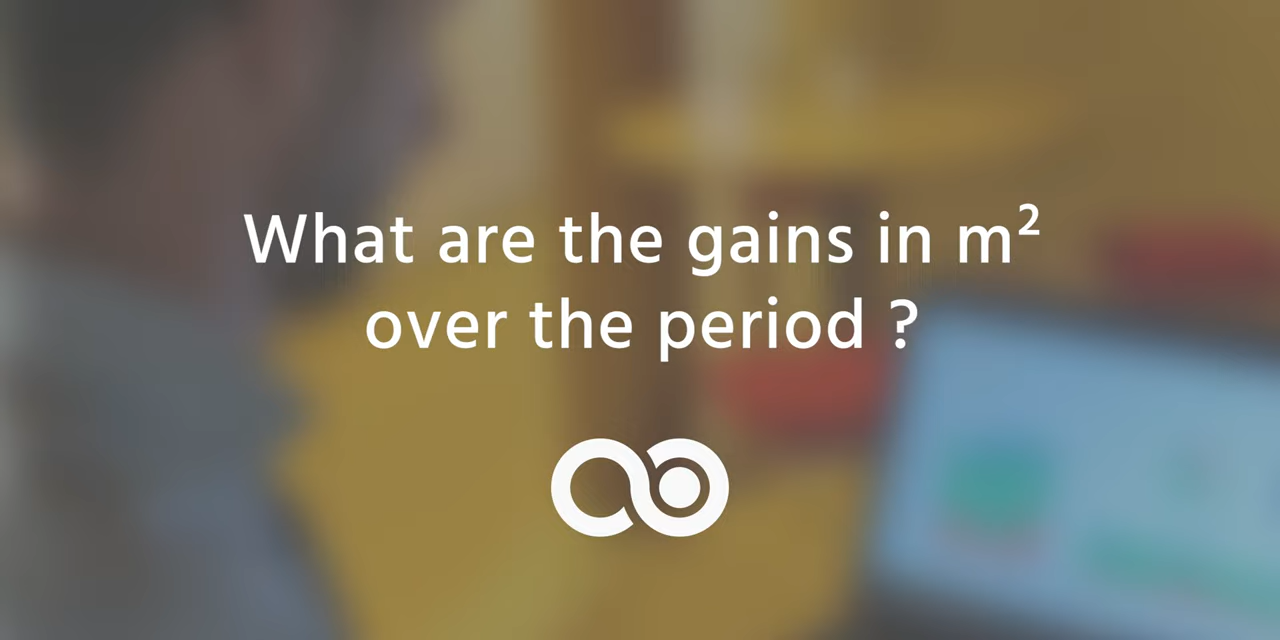 What are the gains in m²
over the period ?